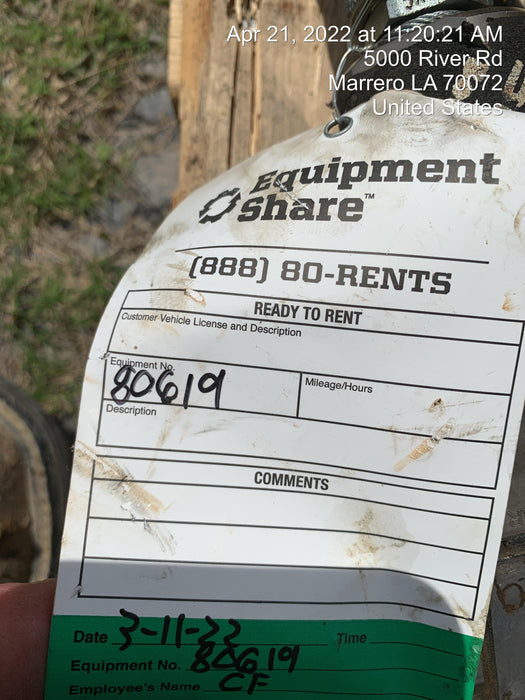 Apr 21, 2022 at 11:20:21 AM
5000 River Rd
Marrero LA 70072
United States
Equipment
Share™
(888) 80-RENTS
READY TO RENT
Customer Vehicle License and Description
Equipment No. Mileage/Hours
80619
Description
COMMENTS
Date 3-11-22 Time
Equipment No. 80619
Employee's Name CF